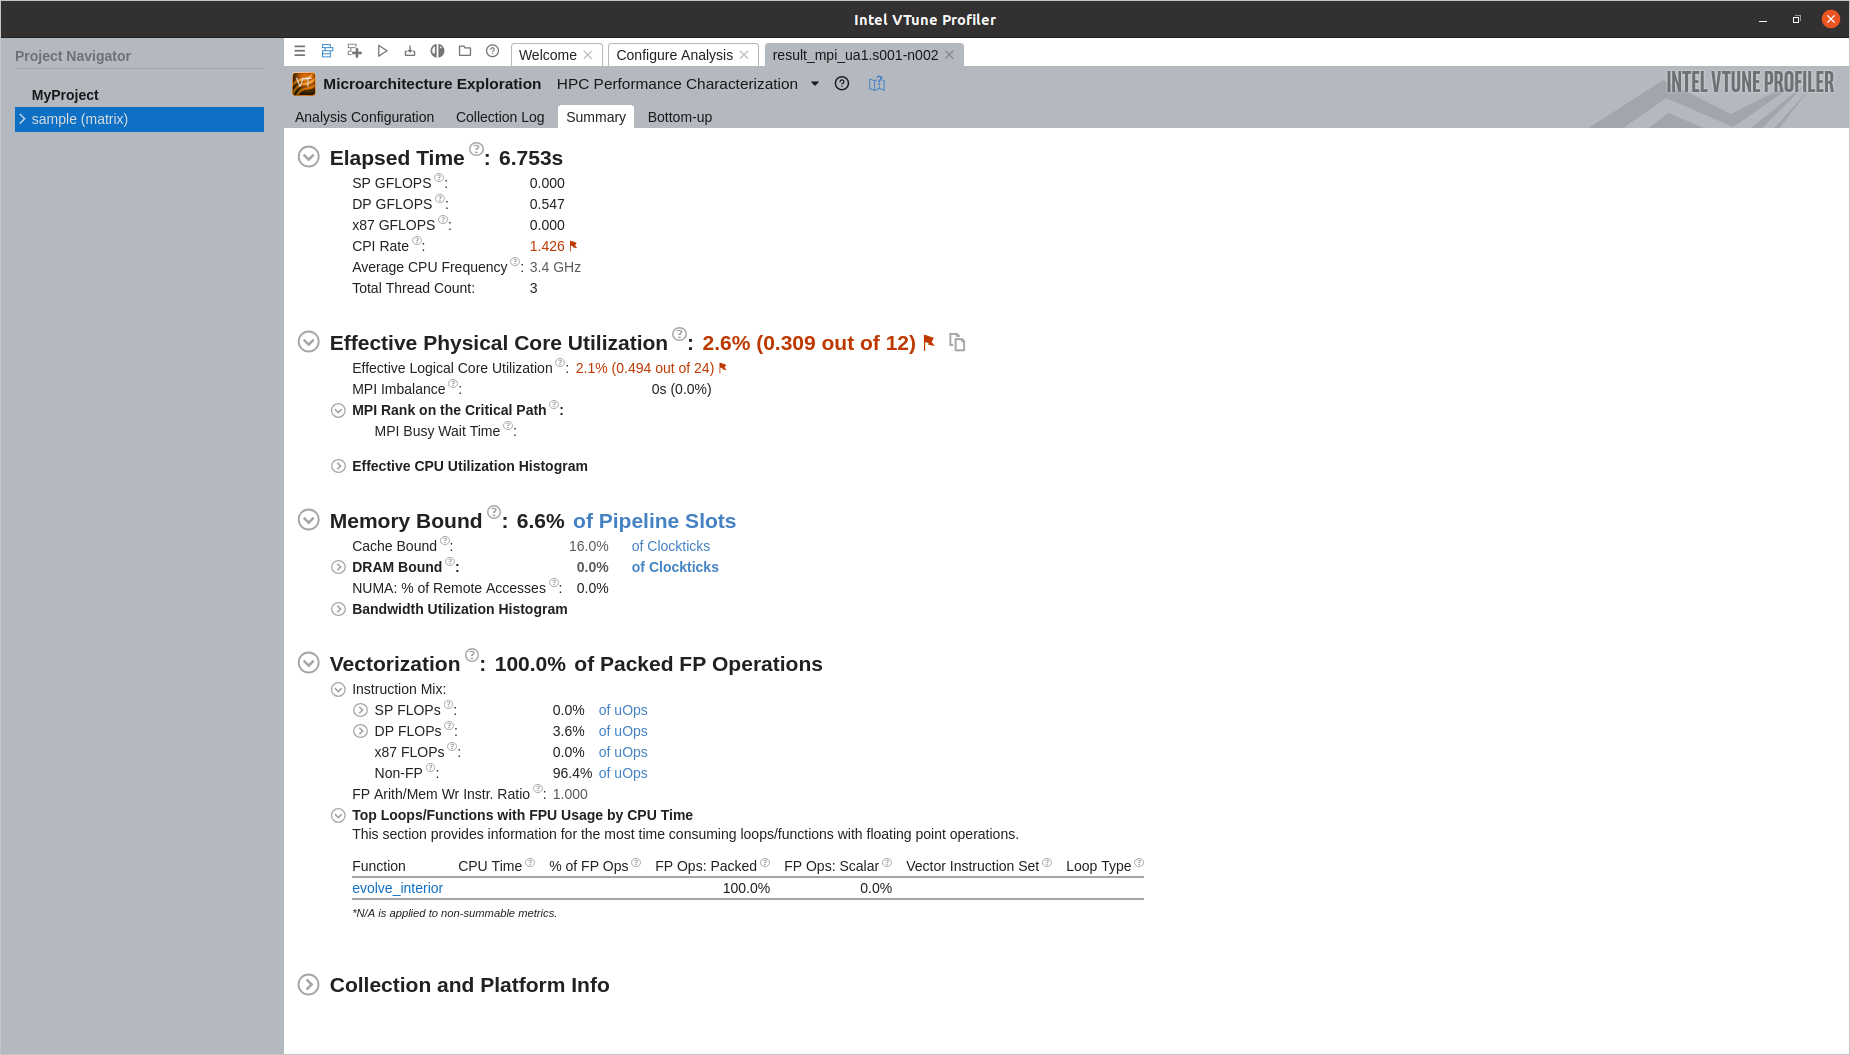 Intel VTune Profiler
Project Navigator
MyProject
sample (matrix)
Welcome
Configure Analysis
result_mpi_ua1.s001-n002
Microarchitecture Exploration HPC Performance Characterization
INTEL VTUNE PROFILER
Analysis Configuration Collection Log Summary Bottom-up
Elapsed Time ?: 6.753s
SP GFLOPS ?: 0.000
DP GFLOPS ?: 0.547
x87 GFLOPS ?: 0.000
CPI Rate ?: 1.426
Average CPU Frequency ?: 3.4 GHz
Total Thread Count: 3
Effective Physical Core Utilization ?: 2.6% (0.309 out of 12)
Effective Logical Core Utilization ?: 2.1% (0.494 out of 24)
MPI Imbalance ?: 0s (0.0%)
MPI Rank on the Critical Path ?:
MPI Busy Wait Time ?:
Effective CPU Utilization Histogram
Memory Bound ?: 6.6% of Pipeline Slots
Cache Bound ?: 16.0% of Clockticks
DRAM Bound ?: 0.0% of Clockticks
NUMA: % of Remote Accesses ?: 0.0%
Bandwidth Utilization Histogram
Vectorization ?: 100.0% of Packed FP Operations
Instruction Mix:
SP FLOPs ?: 0.0% of uOps
DP FLOPs ?: 3.6% of uOps
x87 FLOPs ?: 0.0% of uOps
Non-FP ?: 96.4% of uOps
FP Arith/Mem Wr Instr. Ratio ?: 1.000
Top Loops/Functions with FPU Usage by CPU Time
This section provides information for the most time consuming loops/functions with floating point operations.
Function CPU Time ? % of FP Ops ? FP Ops: Packed ? FP Ops: Scalar ? Vector Instruction Set ? Loop Type ?
evolve_interior 100.0% 0.0%
*N/A is applied to non-summable metrics.
Collection and Platform Info